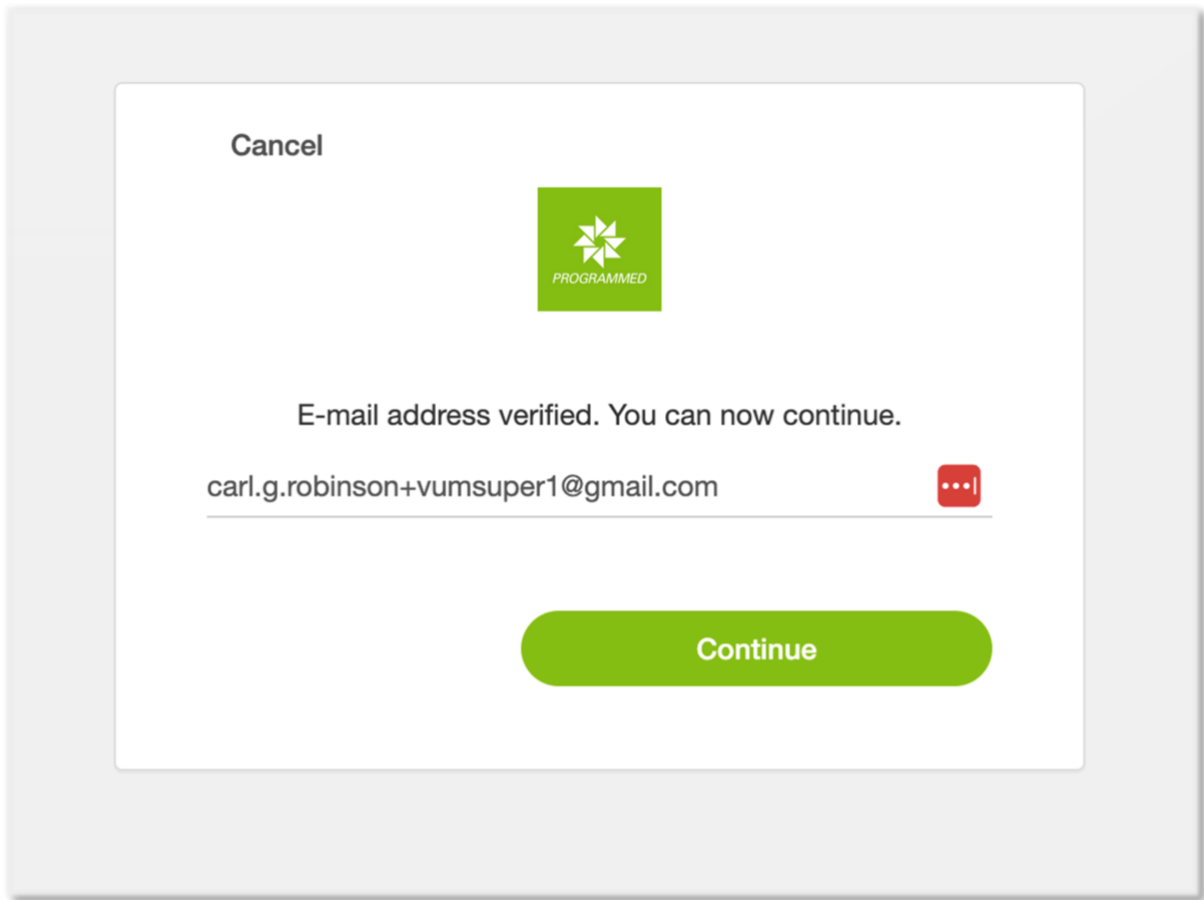 Cancel
PROGRAMMED
E-mail address verified. You can now continue.
carl.g.robinson+vumsuper1@gmail.com
Continue